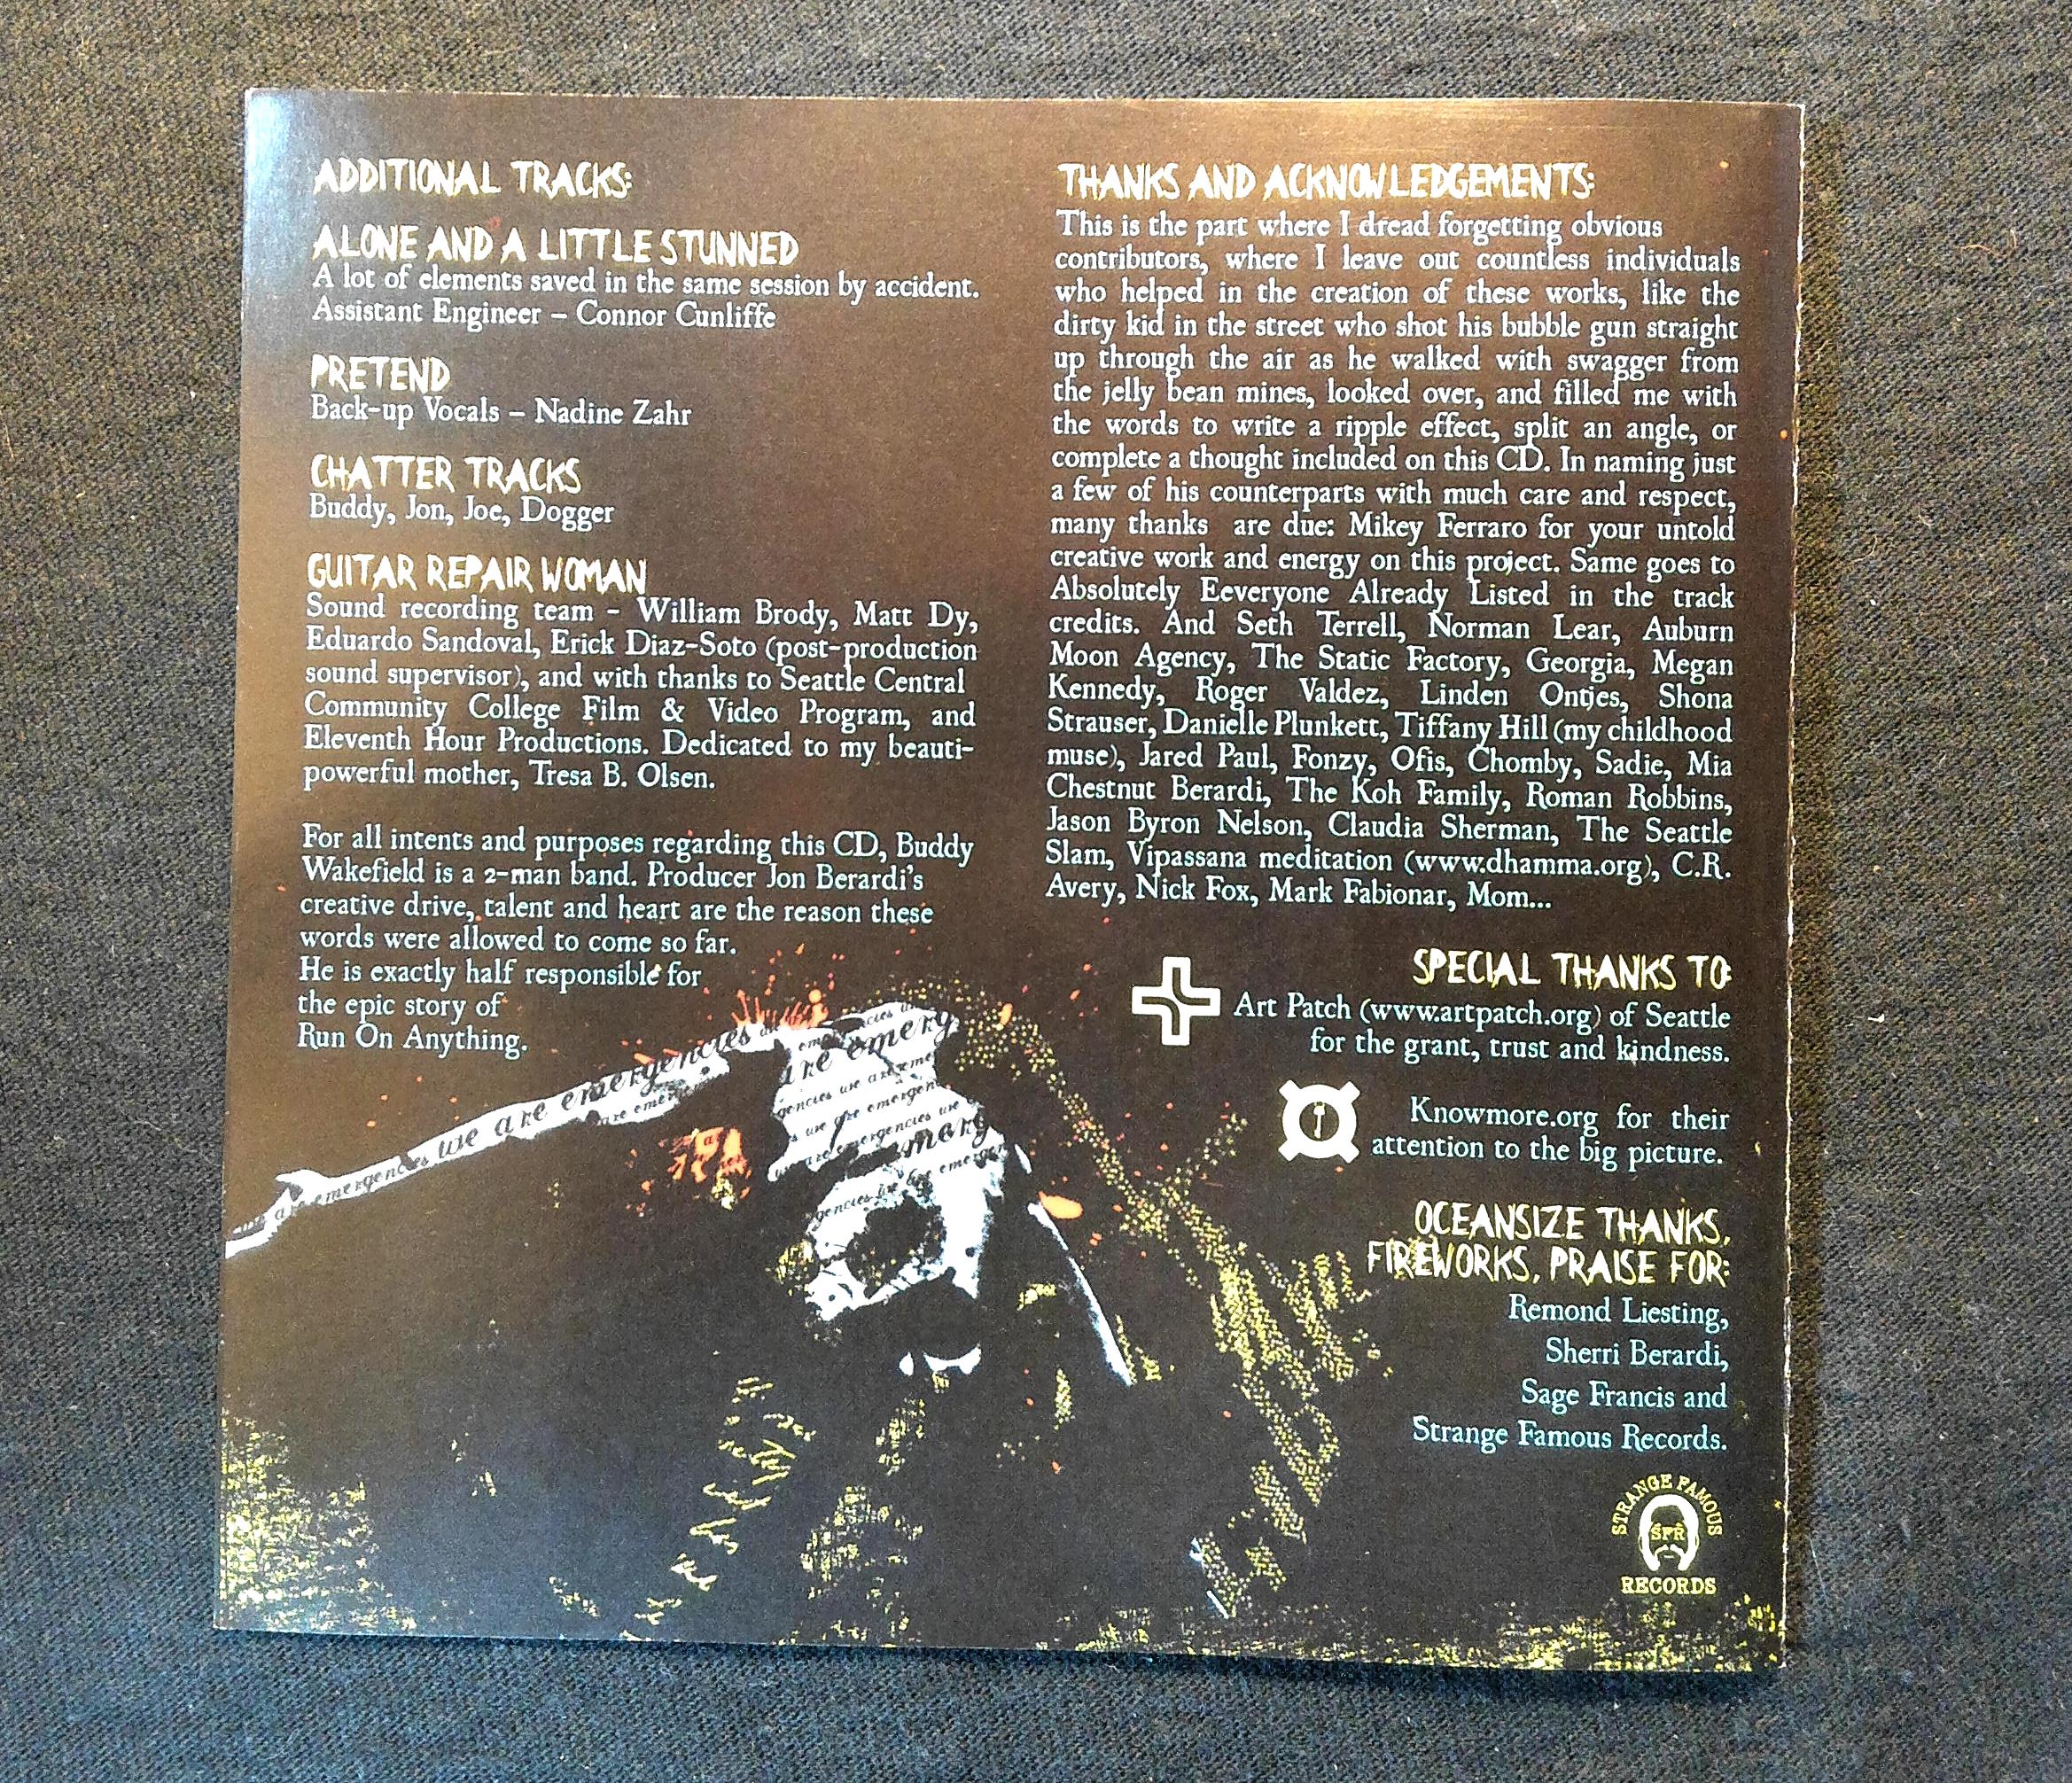 ADDITIONAL TRACKS:
ALONE AND A LITTLE STUNNED
A lot of elements saved in the same session by accident.
Assistant Engineer – Connor Cunliffe
PRETEND
Back-up Vocals – Nadine Zahr
CHATTER TRACKS
Buddy, Jon, Joe, Dogger
GUITAR REPAIR WOMAN
Sound recording team - William Brody, Matt Dy,
Eduardo Sandoval, Erick Diaz-Soto (post-production
sound supervisor), and with thanks to Seattle Central
Community College Film & Video Program, and
Eleventh Hour Productions. Dedicated to my beauti-
powerful mother, Tresa B. Olsen.
For all intents and purposes regarding this CD, Buddy
Wakefield is a 2-man band. Producer Jon Berardi's
creative drive, talent and heart are the reason these
words were allowed to come so far.
He is exactly half responsible for
the epic story of
Run On Anything.
we are emergencies
THANKS AND ACKNOWLEDGEMENTS:
This is the part where I dread forgetting obvious
contributors, where I leave out countless individuals
who helped in the creation of these works, like the
dirty kid in the street who shot his bubble gun straight
up through the air as he walked with swagger from
the jelly bean mines, looked over, and filled me with
the words to write a ripple effect, split an angle, or
complete a thought included on this CD. In naming just
a few of his counterparts with much care and respect,
many thanks are due: Mikey Ferraro for your untold
creative work and energy on this project. Same goes to
Absolutely Eeveryone Already Listed in the track
credits. And Seth Terrell, Norman Lear, Auburn
Moon Agency, The Static Factory, Georgia, Megan
Kennedy, Roger Valdez, Linden Ontjes, Shona
Strauser, Danielle Plunkett, Tiffany Hill (my childhood
muse), Jared Paul, Fonzy, Ofis, Chomby, Sadie, Mia
Chestnut Berardi, The Koh Family, Roman Robbins,
Jason Byron Nelson, Claudia Sherman, The Seattle
Slam, Vipassana meditation (www.dhamma.org), C.R.
Avery, Nick Fox, Mark Fabionar, Mom...
SPECIAL THANKS TO:
Art Patch (www.artpatch.org) of Seattle
for the grant, trust and kindness.
Knowmore.org for their
attention to the big picture.
OCEANSIZE THANKS,
FIREWORKS, PRAISE FOR:
Remond Liesting,
Sherri Berardi,
Sage Francis and
Strange Famous Records.
STRANGE FAMOUS
SFR
RECORDS